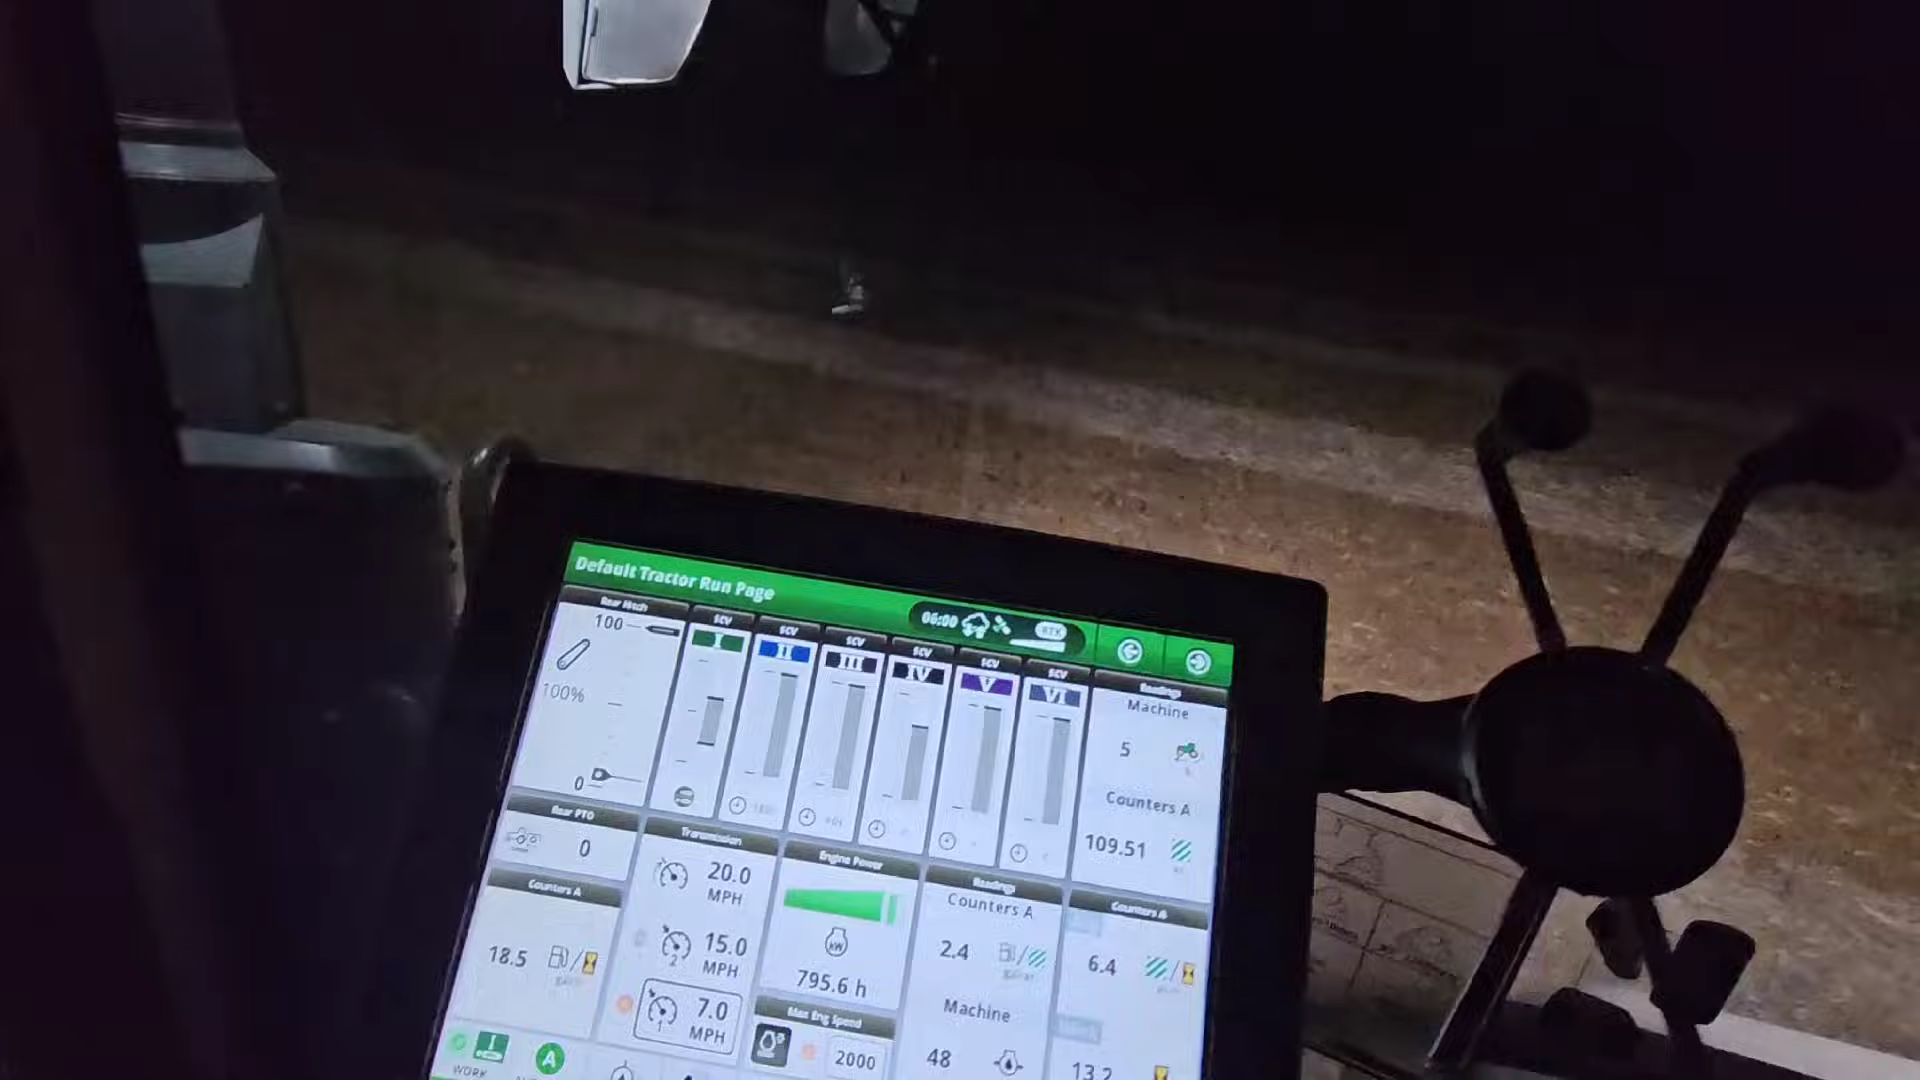 Default Tractor Run Page
06:00
RTK
Rear Hitch
100
100%
0
SCV
I
SCV
II
SCV
III
SCV
IV
SCV
V
SCV
VI
Readings
Machine
5
Counters A
109.51
Rear PTO
0
Counters A
18.5
Transmission
20.0
MPH
2
15.0
MPH
1
7.0
MPH
Engine Power
kW
795.6 h
Max Eng Speed
2000
Readings
Counters A
2.4
Machine
48
Counters A
6.4
13.2
I
WORK
A